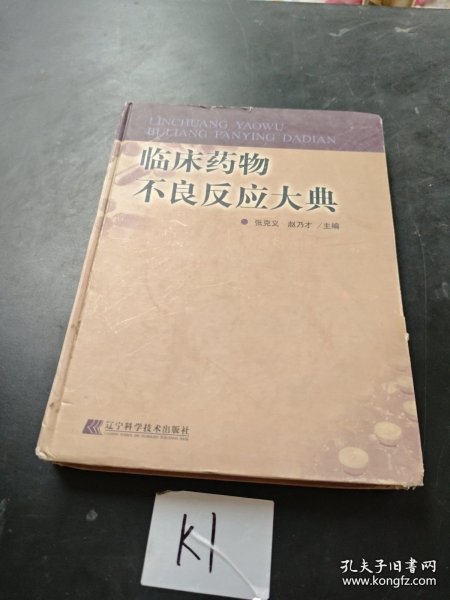 LINCHUANG YAOWU
BULIANG FANYING DADIAN
临床药物
不良反应大典
张克义 赵乃才 / 主编
辽宁科学技术出版社
K1
孔夫子旧书网
www.kongfz.com